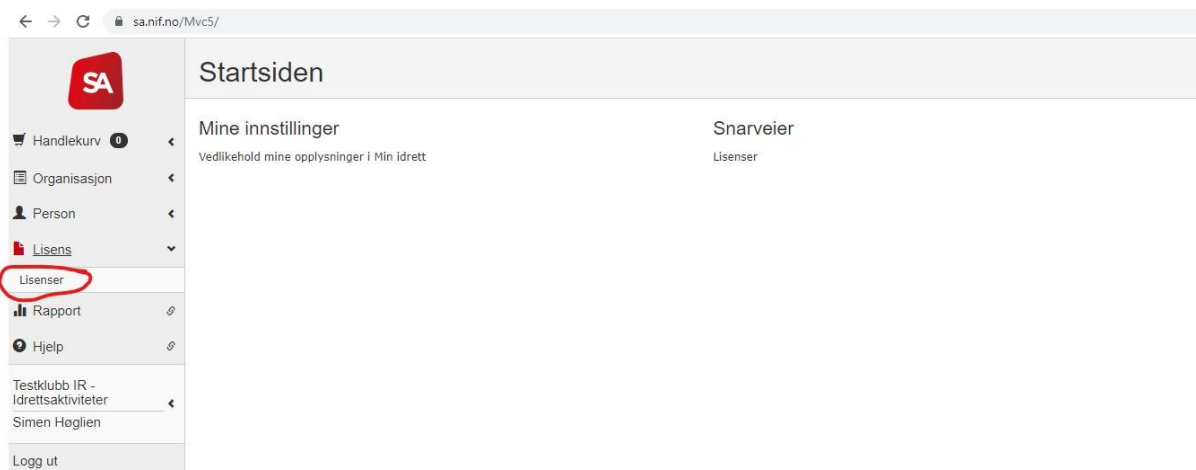 sa.nif.no/Mvc5/
SA
Startsiden
Handlekurv 0
Organisasjon
Person
Lisens
Lisenser
Rapport
Hjelp
Testklubb IR -
Idrettsaktiviteter
Simen Høglien
Logg ut
Mine innstillinger
Vedlikehold mine opplysninger i Min idrett
Snarveier
Lisenser